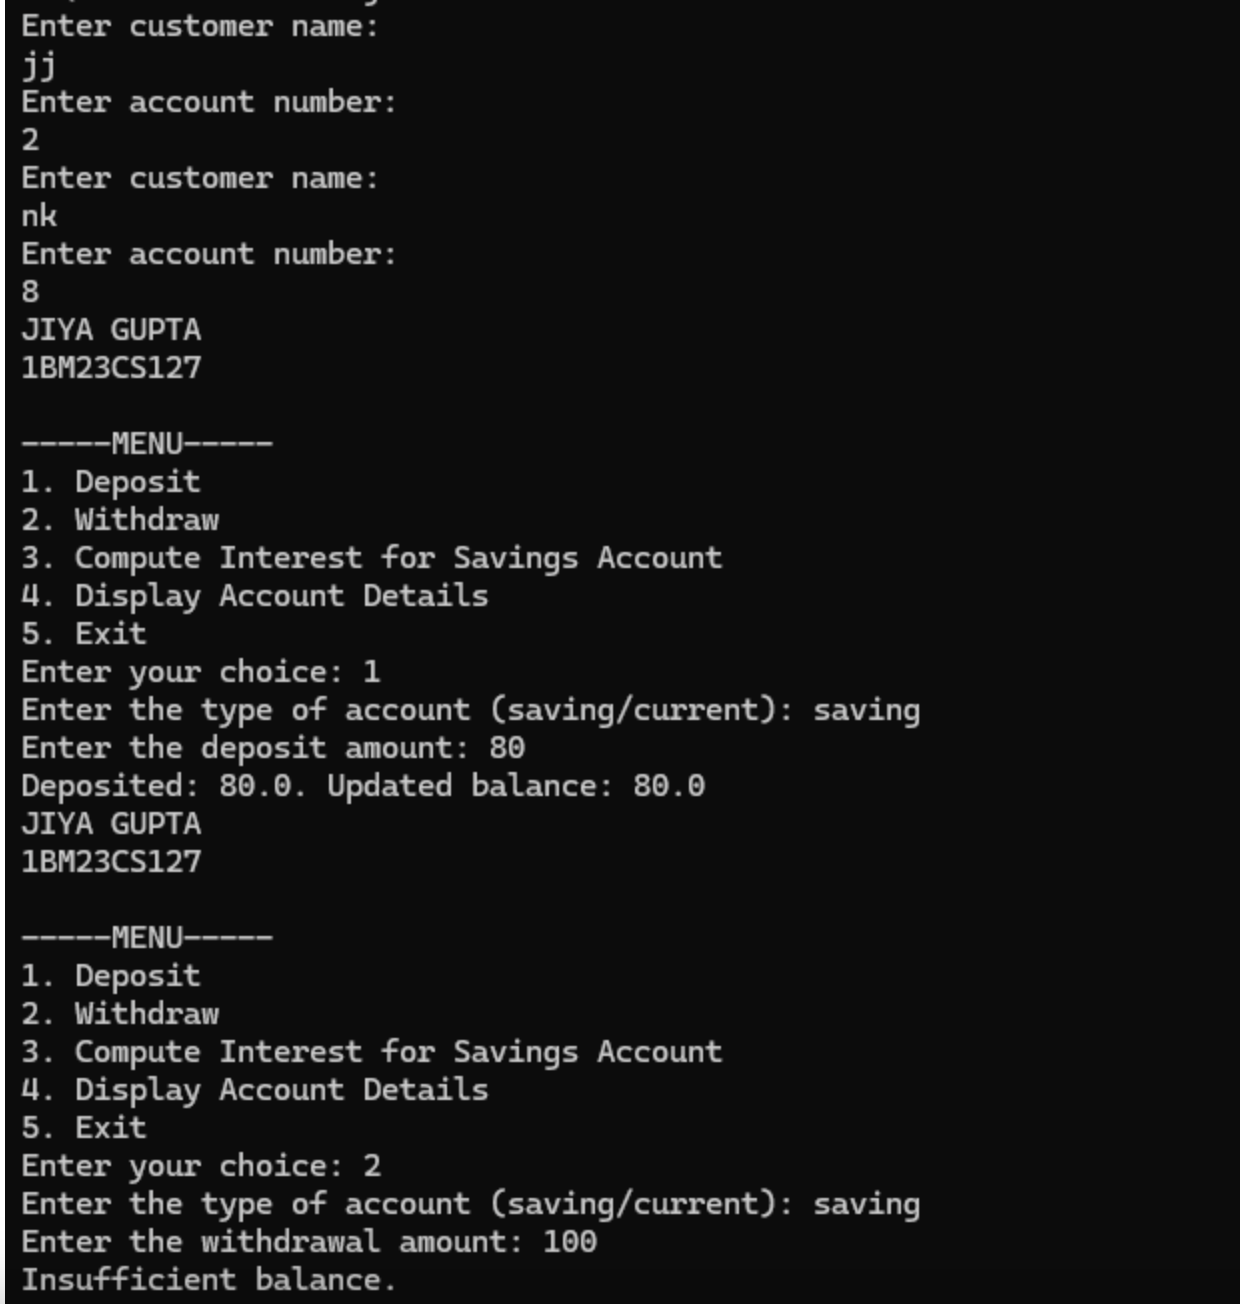 Enter customer name:
jj
Enter account number:
2
Enter customer name:
nk
Enter account number:
8
JIYA GUPTA
1BM23CS127
-----MENU-----
1. Deposit
2. Withdraw
3. Compute Interest for Savings Account
4. Display Account Details
5. Exit
Enter your choice: 1
Enter the type of account (saving/current): saving
Enter the deposit amount: 80
Deposited: 80.0. Updated balance: 80.0
JIYA GUPTA
1BM23CS127
-----MENU-----
1. Deposit
2. Withdraw
3. Compute Interest for Savings Account
4. Display Account Details
5. Exit
Enter your choice: 2
Enter the type of account (saving/current): saving
Enter the withdrawal amount: 100
Insufficient balance.